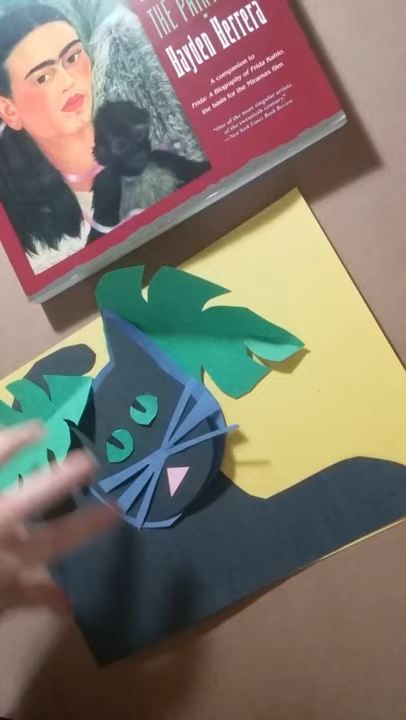 THE PAIN
Hayden Herrera
A companion to
Frida: A Biography of Frida Kahlo,
the basis for the Miramax film
"One of the most singular artists
of the twentieth century."
—New York Times Book Review